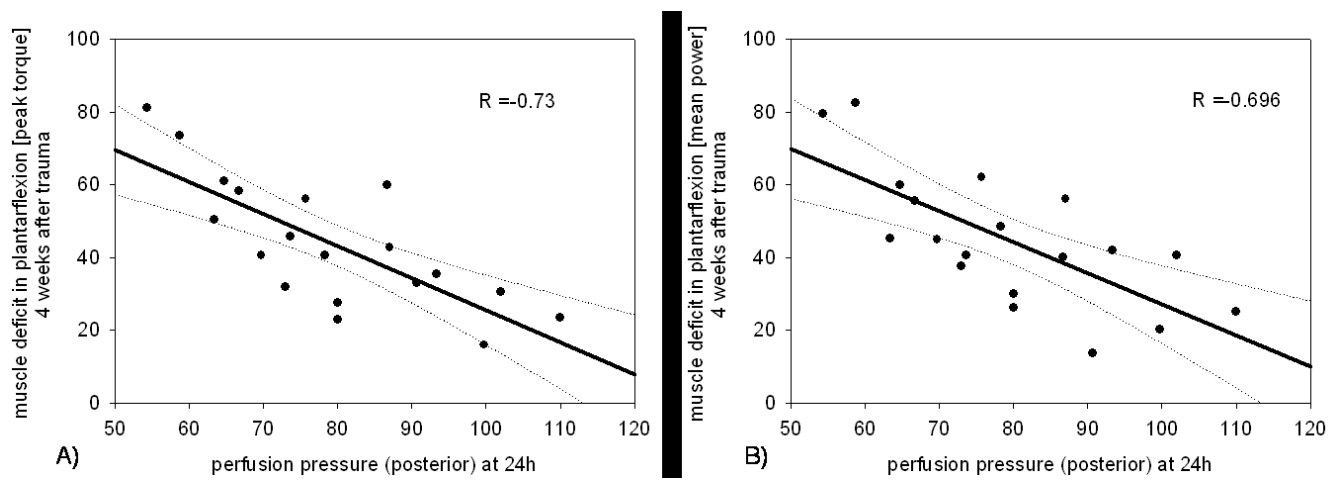 muscle deficit in plantarflexion [peak torque]
4 weeks after trauma
100
80
60
40
20
0
R =-0.73
50 60 70 80 90 100 110 120
A)
perfusion pressure (posterior) at 24h
muscle deficit in plantarflexion [mean power]
4 weeks after trauma
100
80
60
40
20
0
R =-0.696
50 60 70 80 90 100 110 120
B)
perfusion pressure (posterior) at 24h